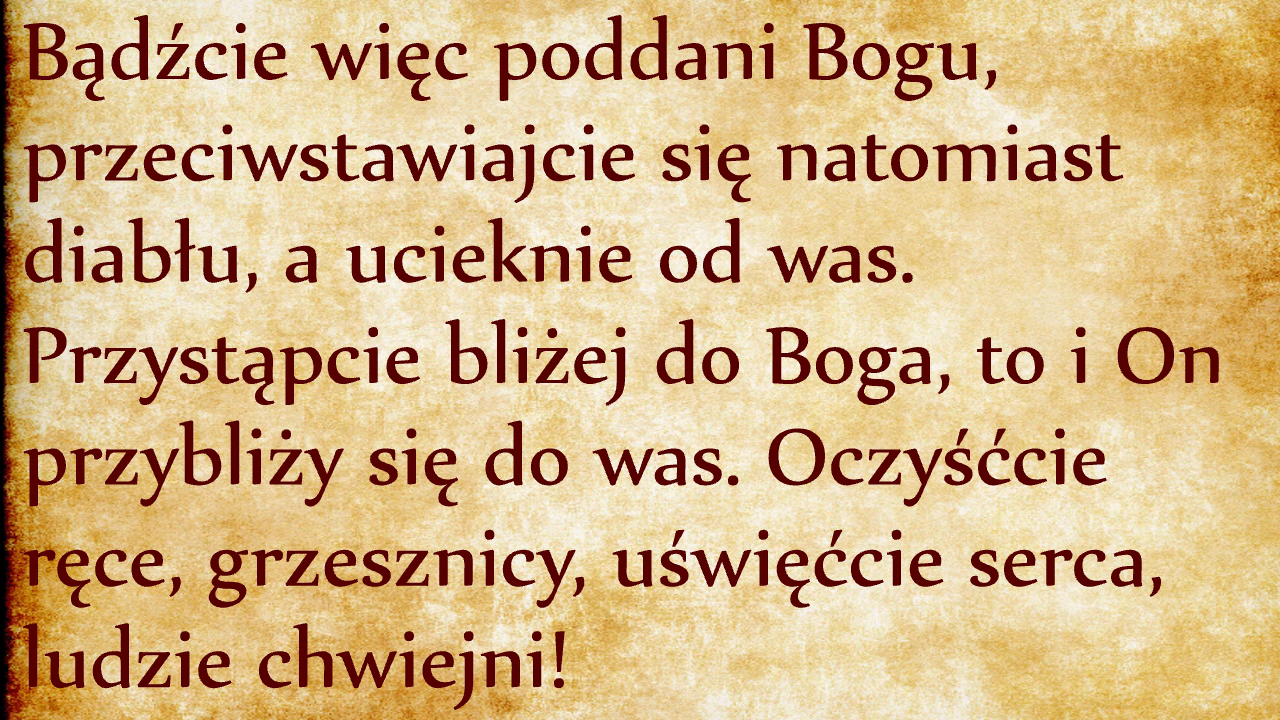 Bądźcie więc poddani Bogu,
przeciwstawiajcie się natomiast
diabłu, a ucieknie od was.
Przystąpcie bliżej do Boga, to i On
przybliży się do was. Oczyśćcie
ręce, grzesznicy, uświęćcie serca,
ludzie chwiejni!